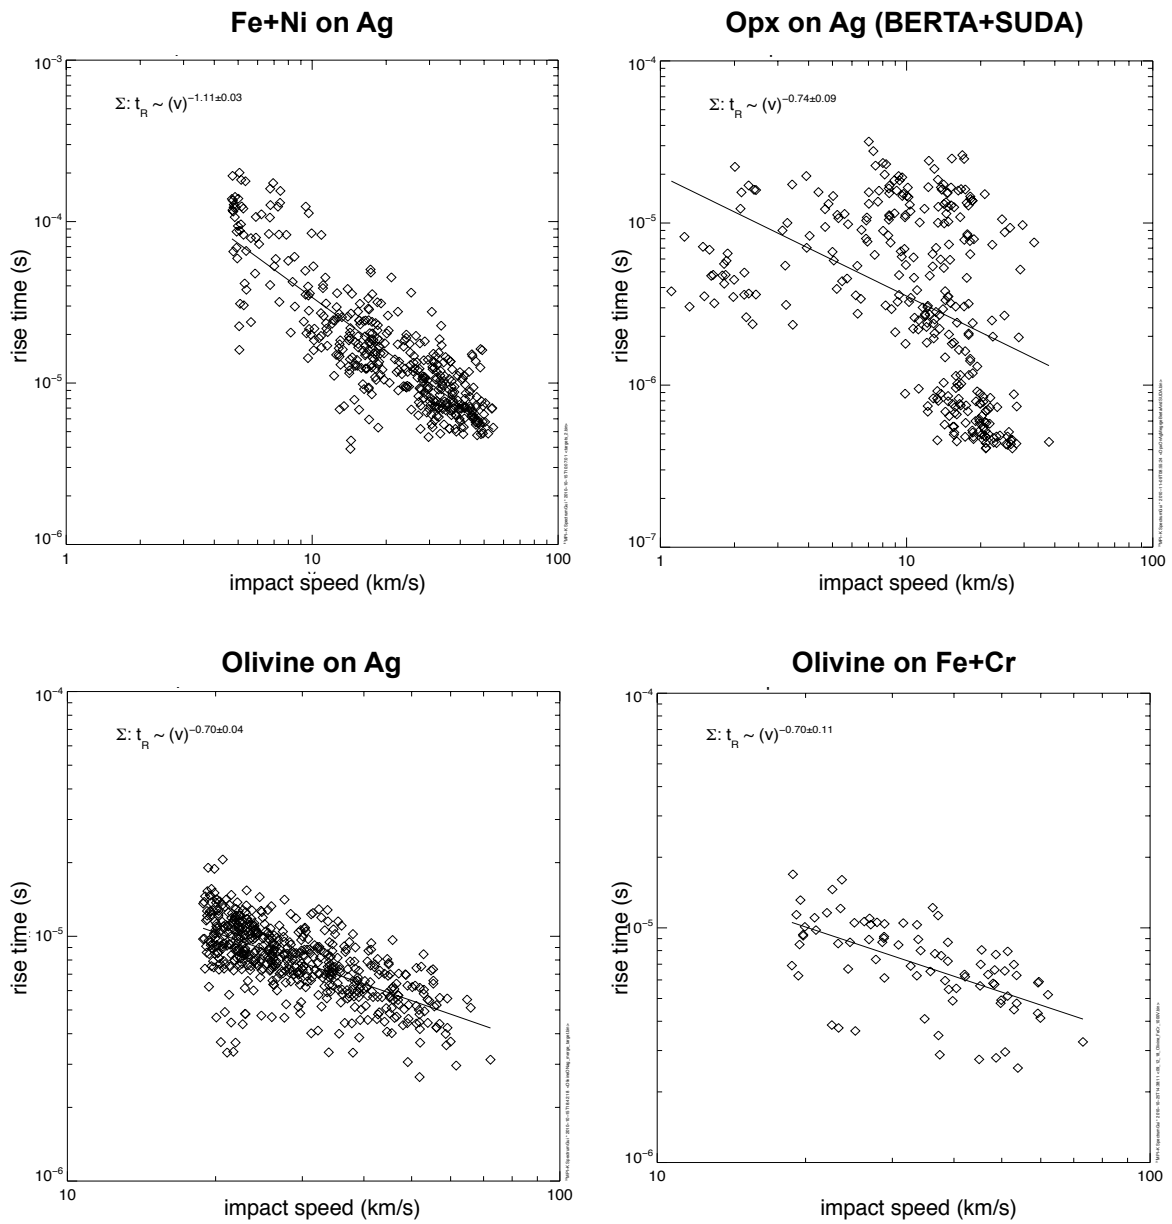 Fe+Ni on Ag
Opx on Ag (BERTA+SUDA)
10⁻³
Σ: t_R ~ (v)^−1.11±0.03
10⁻⁴
rise time (s)
10⁻⁵
10⁻⁶
1
10
100
impact speed (km/s)
10⁻⁴
Σ: t_R ~ (v)^−0.74±0.09
10⁻⁵
rise time (s)
10⁻⁶
10⁻⁷
1
10
100
impact speed (km/s)
Olivine on Ag
Olivine on Fe+Cr
10⁻⁴
Σ: t_R ~ (v)^−0.70±0.04
10⁻⁵
rise time (s)
10⁻⁶
10
100
impact speed (km/s)
10⁻⁴
Σ: t_R ~ (v)^−0.70±0.11
10⁻⁵
rise time (s)
10⁻⁶
10
100
impact speed (km/s)